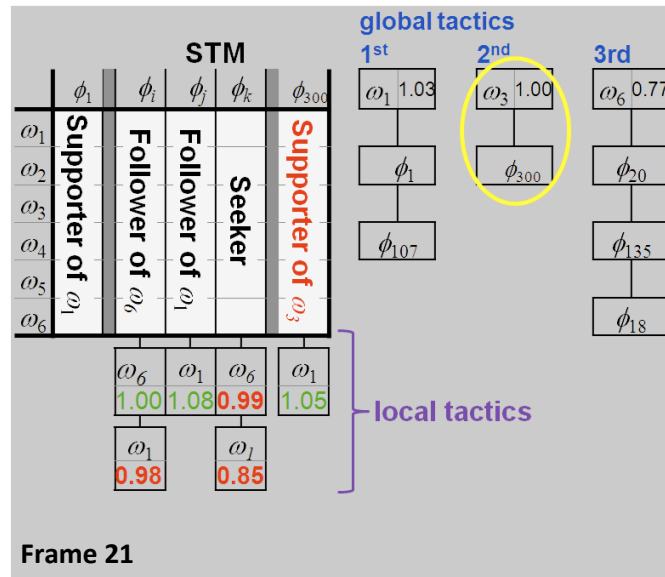 global tactics
STM 1st 2nd 3rd
ϕ1 ϕi ϕj ϕk ϕ300
ω1 1.03 ω3 1.00 ω6 0.77
ω1
ω2
ω3
ω4
ω5
ω6
Supporter of ω1
Follower of ω6
Follower of ω1
Seeker
Supporter of ω3
ϕ1 ϕ300 ϕ20
ϕ107 ϕ135
ϕ18
ω6 ω1 ω6 ω1
1.00 1.08 0.99 1.05
local tactics
ω1 ω1
0.98 0.85
Frame 21